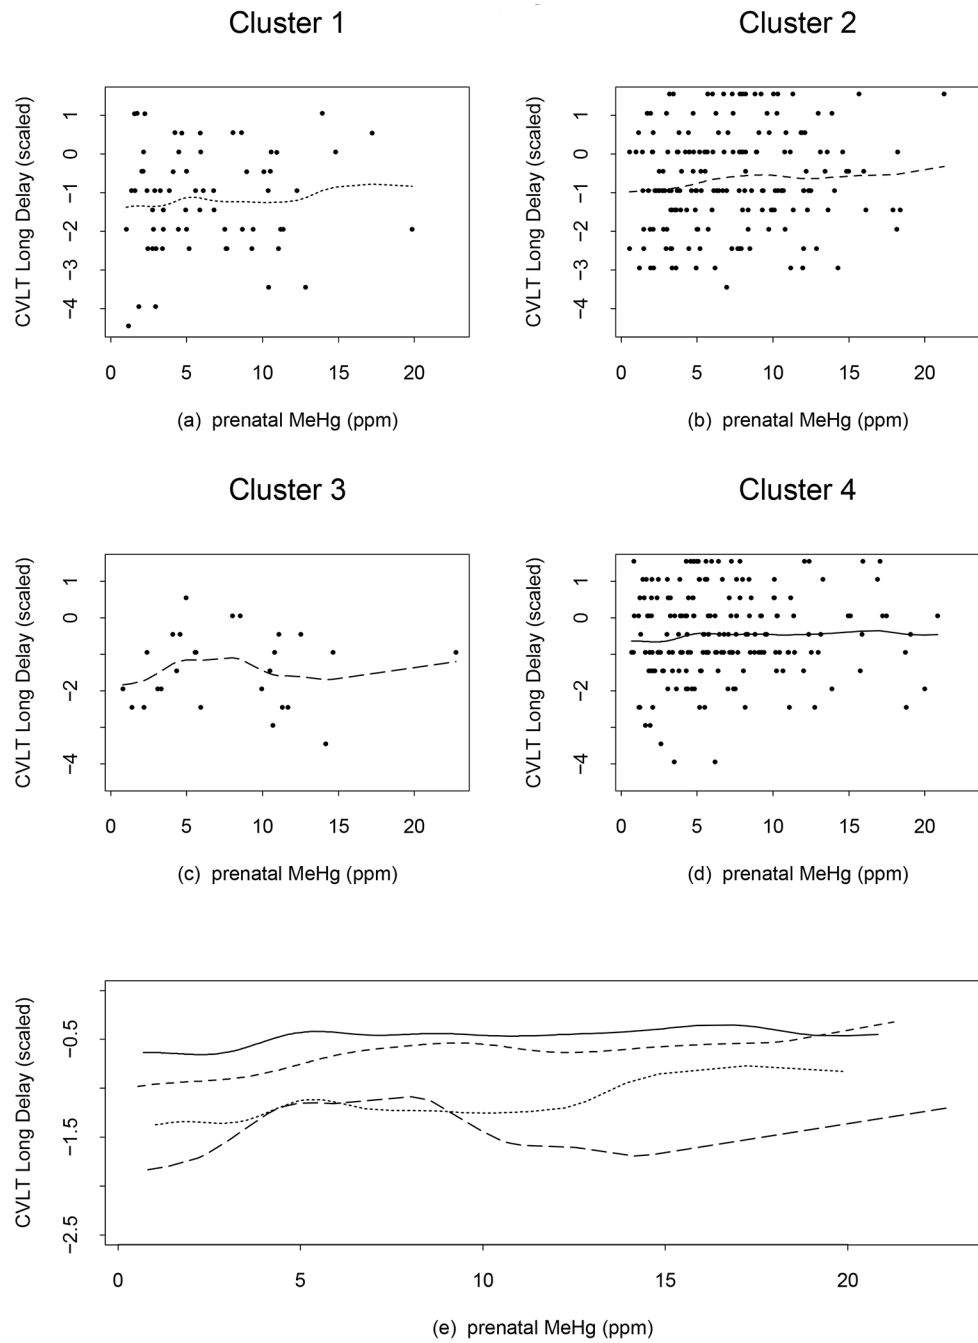 Cluster 1
Cluster 2
CVLT Long Delay (scaled)
1
0
−1
−2
−3
−4
0 5 10 15 20
(a) prenatal MeHg (ppm)
CVLT Long Delay (scaled)
1
0
−1
−2
−3
−4
0 5 10 15 20
(b) prenatal MeHg (ppm)
Cluster 3
Cluster 4
CVLT Long Delay (scaled)
1
0
−2
−4
0 5 10 15 20
(c) prenatal MeHg (ppm)
CVLT Long Delay (scaled)
1
0
−2
−4
0 5 10 15 20
(d) prenatal MeHg (ppm)
CVLT Long Delay (scaled)
−0.5
−1.5
−2.5
0 5 10 15 20
(e) prenatal MeHg (ppm)